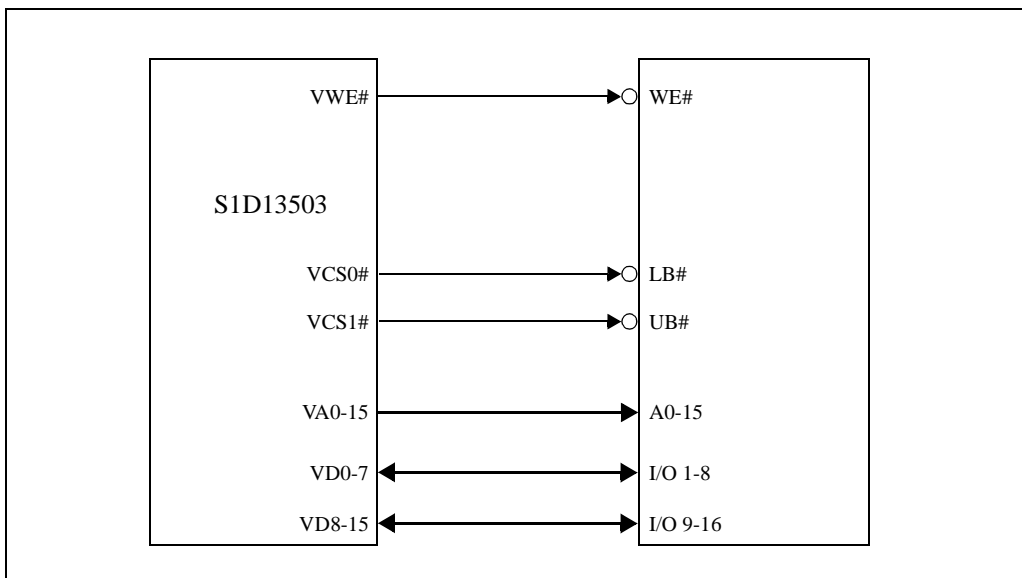 VWE# WE#
S1D13503
VCS0# LB#
VCS1# UB#
VA0-15 A0-15
VD0-7 I/O 1-8
VD8-15 I/O 9-16